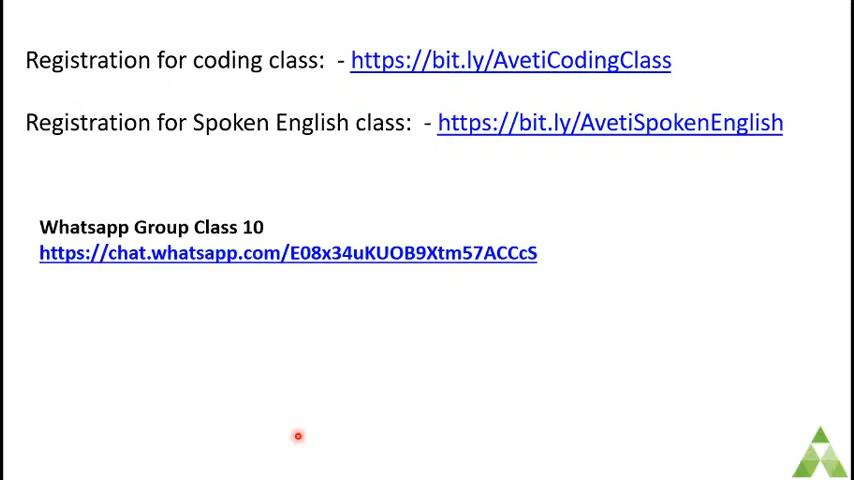 Registration for coding class:  - https://bit.ly/AvetiCodingClass
Registration for Spoken English class:  - https://bit.ly/AvetiSpokenEnglish
Whatsapp Group Class 10
https://chat.whatsapp.com/E08x34uKUOB9Xtm57ACCcS